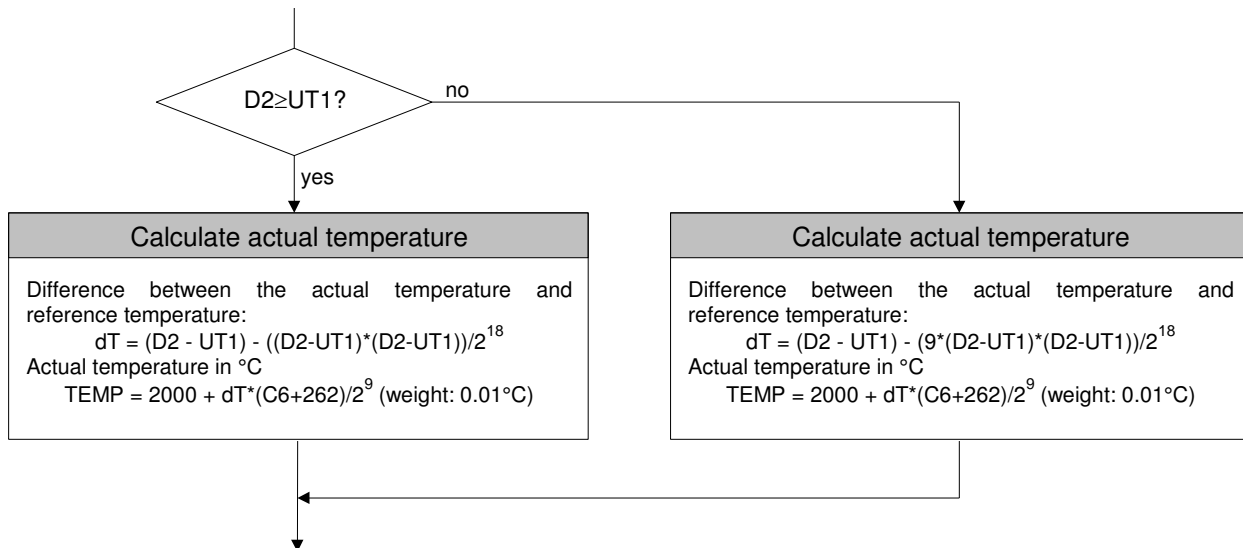 D2≥UT1?
no
yes
Calculate actual temperature
Difference between the actual temperature and
reference temperature:
dT = (D2 - UT1) - ((D2-UT1)*(D2-UT1))/2^18
Actual temperature in °C
TEMP = 2000 + dT*(C6+262)/2^9 (weight: 0.01°C)
Calculate actual temperature
Difference between the actual temperature and
reference temperature:
dT = (D2 - UT1) - (9*(D2-UT1)*(D2-UT1))/2^18
Actual temperature in °C
TEMP = 2000 + dT*(C6+262)/2^9 (weight: 0.01°C)